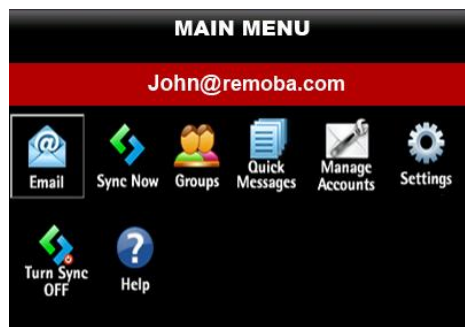 MAIN MENU
John@remoba.com
Email
Sync Now
Groups
Quick
Messages
Manage
Accounts
Settings
Turn Sync
OFF
Help